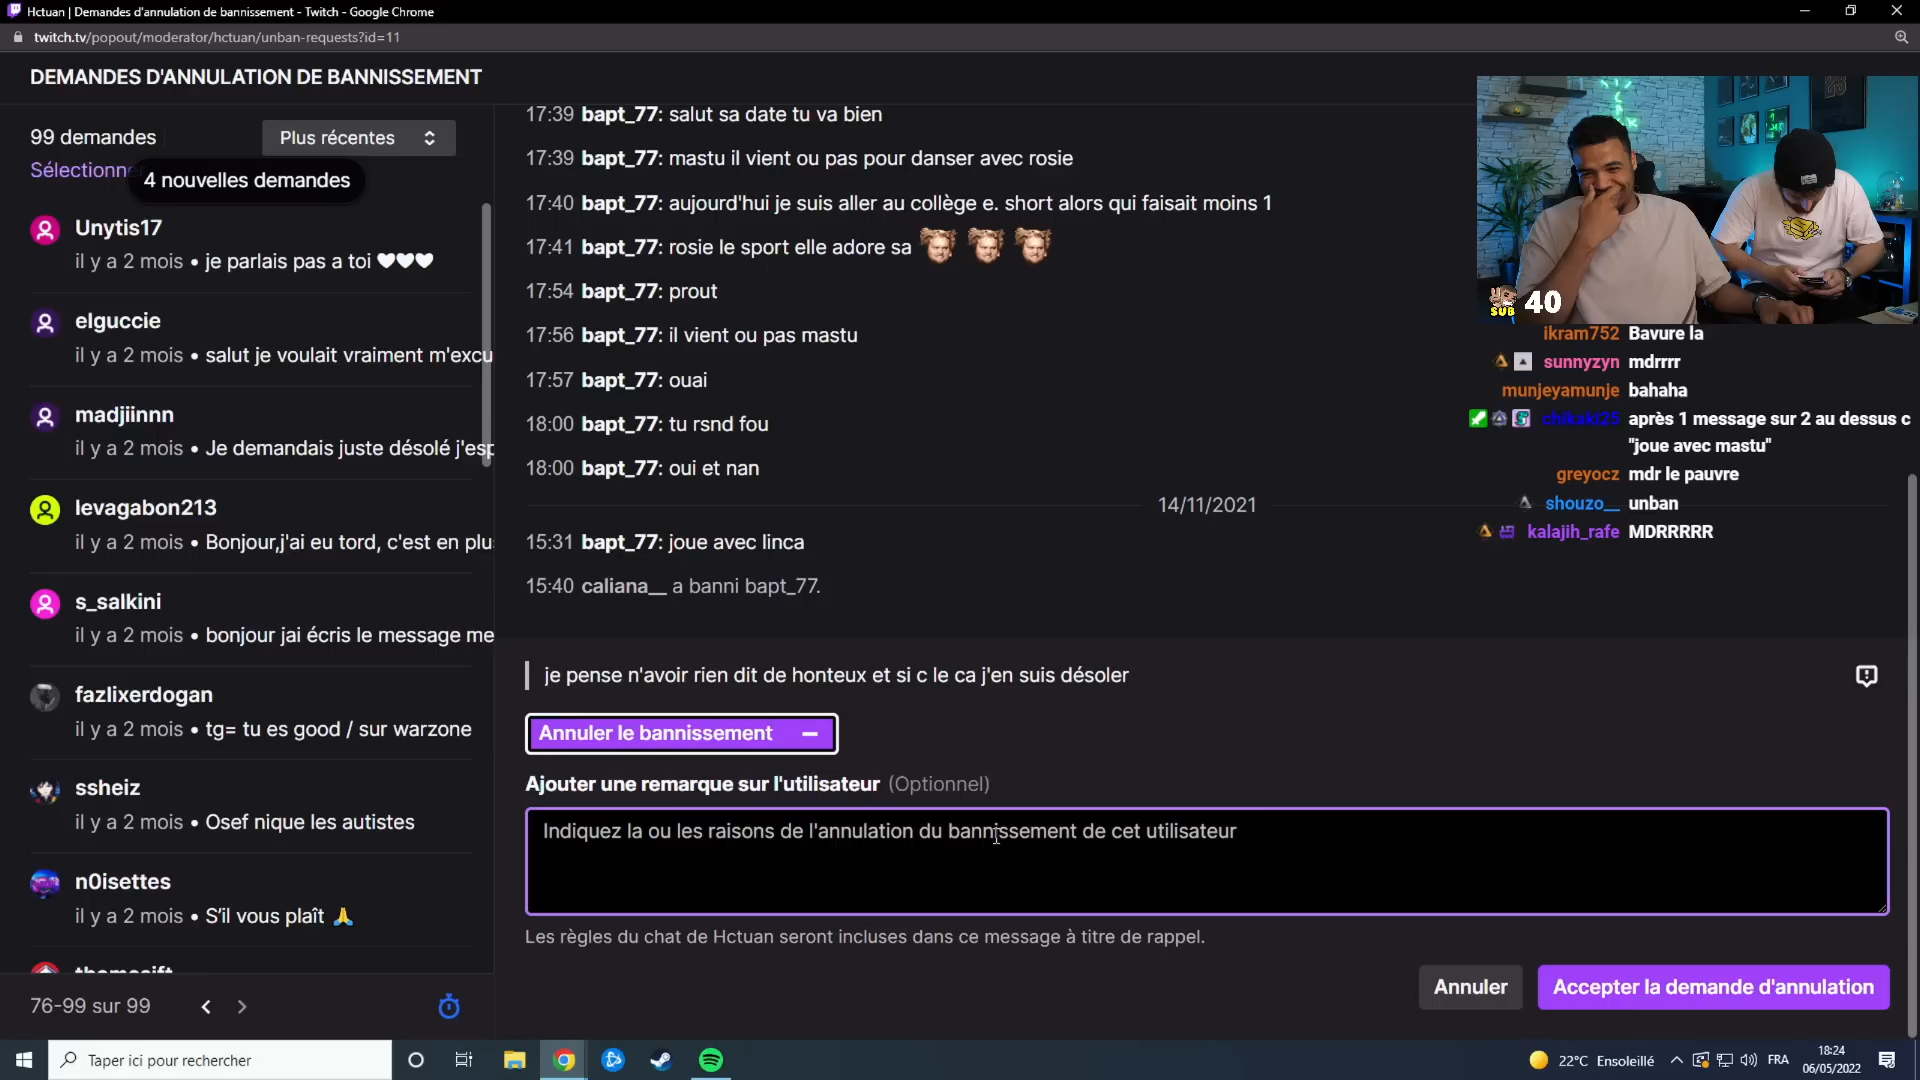 Hctuan | Demandes d'annulation de bannissement - Twitch - Google Chrome
twitch.tv/popout/moderator/hctuan/unban-requests?id=11
DEMANDES D'ANNULATION DE BANNISSEMENT
99 demandes
Plus récentes
Sélectionne
4 nouvelles demandes
Unytis17
il y a 2 mois • je parlais pas a toi 🤍🤍🤍
elguccie
il y a 2 mois • salut je voulait vraiment m'excu
madjiinnn
il y a 2 mois • Je demandais juste désolé j'esp
levagabon213
il y a 2 mois • Bonjour,j'ai eu tord, c'est en plu
s_salkini
il y a 2 mois • bonjour jai écris le message me
fazlixerdogan
il y a 2 mois • tg= tu es good / sur warzone
ssheiz
il y a 2 mois • Osef nique les autistes
n0isettes
il y a 2 mois • S'il vous plaît 🙏
76-99 sur 99
17:39 bapt_77: salut sa date tu va bien
17:39 bapt_77: mastu il vient ou pas pour danser avec rosie
17:40 bapt_77: aujourd'hui je suis aller au collège e. short alors qui faisait moins 1
17:41 bapt_77: rosie le sport elle adore sa
17:54 bapt_77: prout
17:56 bapt_77: il vient ou pas mastu
17:57 bapt_77: ouai
18:00 bapt_77: tu rsnd fou
18:00 bapt_77: oui et nan
14/11/2021
15:31 bapt_77: joue avec linca
15:40 caliana__ a banni bapt_77.
je pense n'avoir rien dit de honteux et si c le ca j'en suis désoler
Annuler le bannissement
Ajouter une remarque sur l'utilisateur (Optionnel)
Indiquez la ou les raisons de l'annulation du bannissement de cet utilisateur
Les règles du chat de Hctuan seront incluses dans ce message à titre de rappel.
Annuler
Accepter la demande d'annulation
SUB 40
ikram752 Bavure la
sunnyzyn mdrrrr
munjeyamunje bahaha
chikaki25 après 1 message sur 2 au dessus c
"joue avec mastu"
greyocz mdr le pauvre
shouzo__ unban
kalajih_rafe MDRRRRR
Taper ici pour rechercher
22°C Ensoleillé
FRA
18:24
06/05/2022